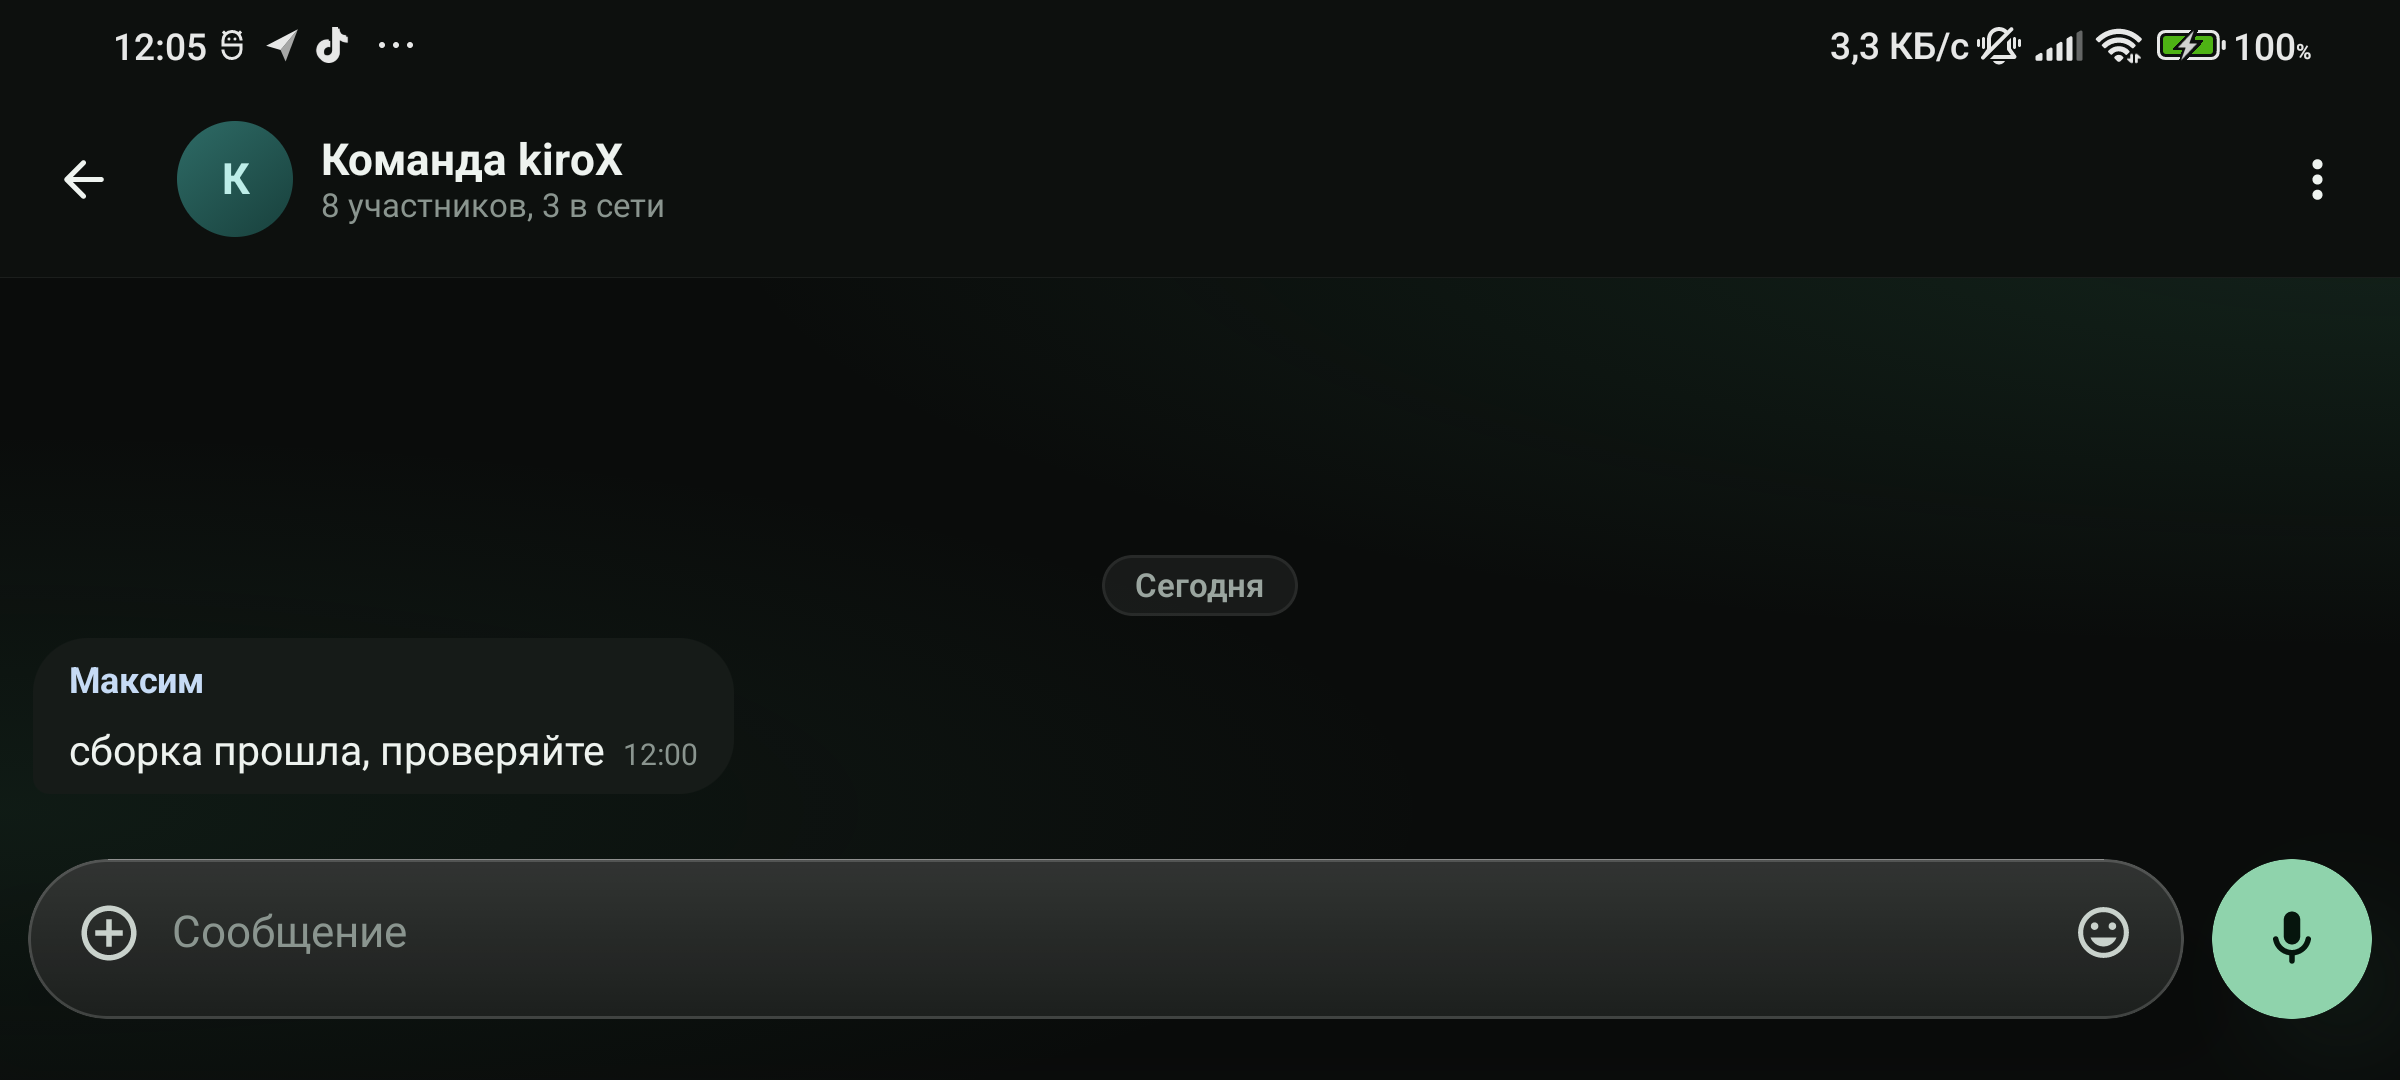 12:05
3,3 КБ/с 100%
К
Команда kiroX
8 участников, 3 в сети
Сегодня
Максим
сборка прошла, проверяйте 12:00
Сообщение